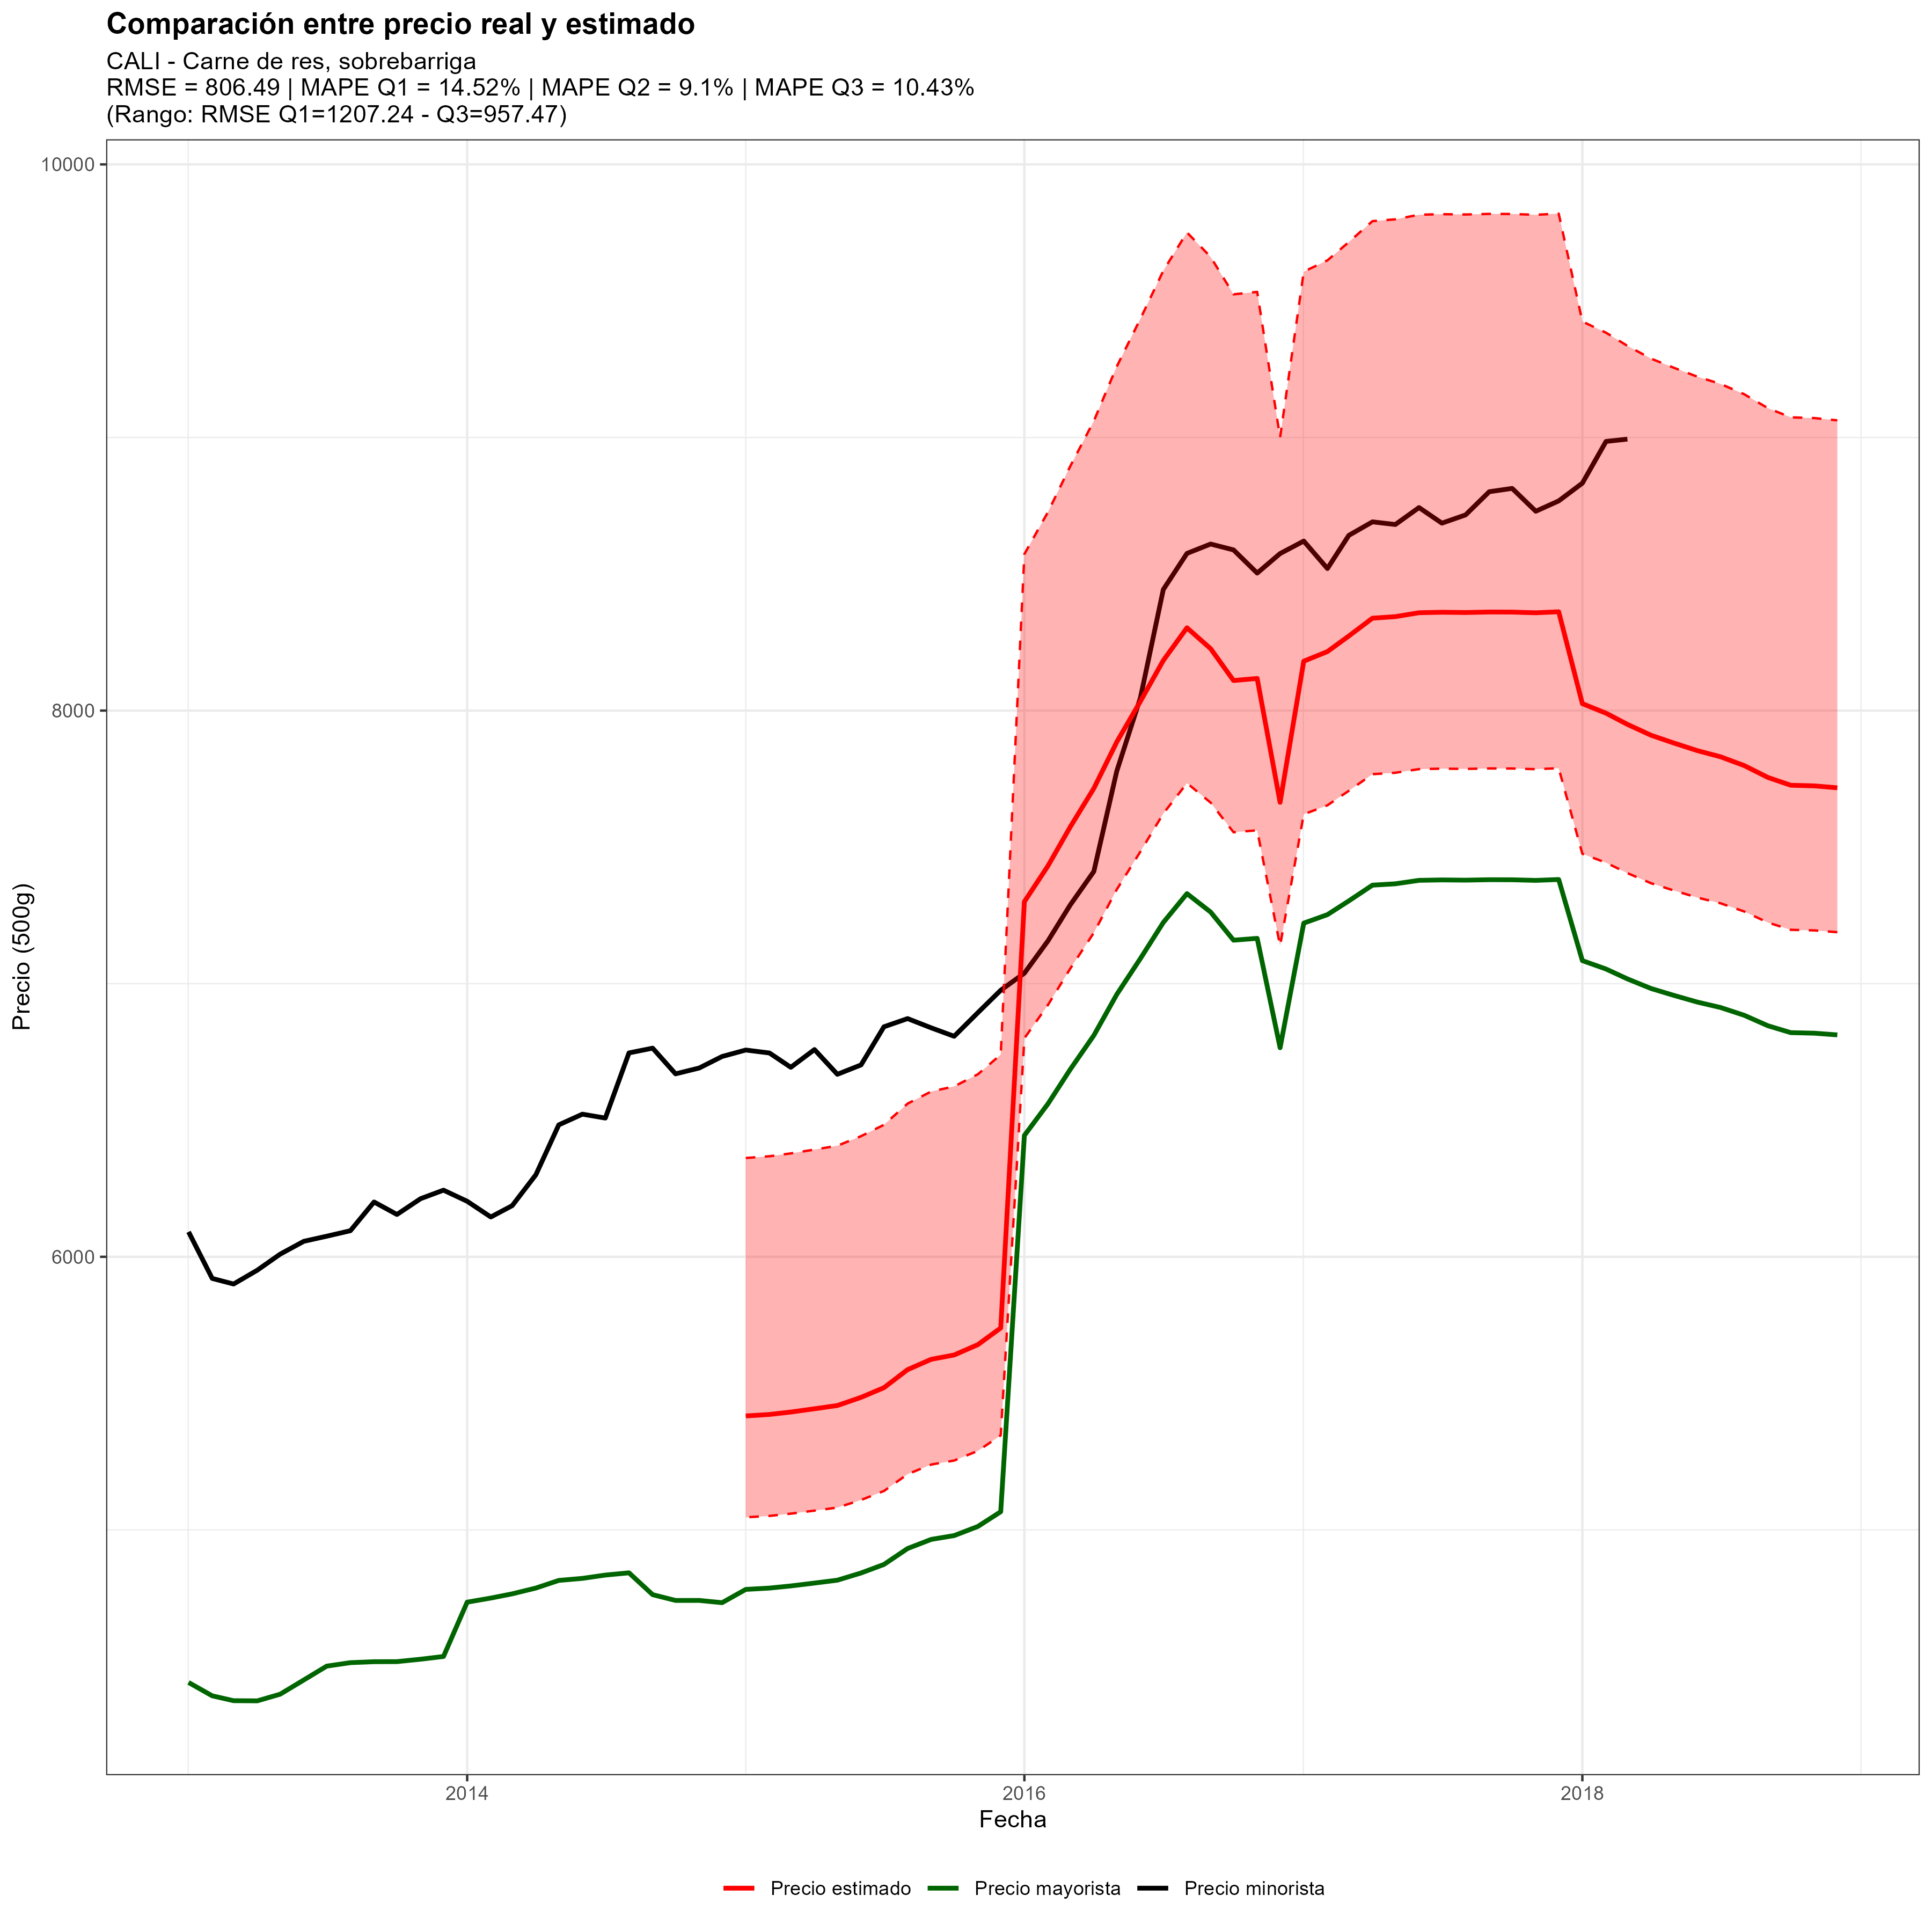 Comparación entre precio real y estimado
CALI - Carne de res, sobrebarriga
RMSE = 806.49 | MAPE Q1 = 14.52% | MAPE Q2 = 9.1% | MAPE Q3 = 10.43%
(Rango: RMSE Q1=1207.24 - Q3=957.47)
10000
8000
6000
Precio (500g)
2014
2016
2018
Fecha
Precio estimado
Precio mayorista
Precio minorista